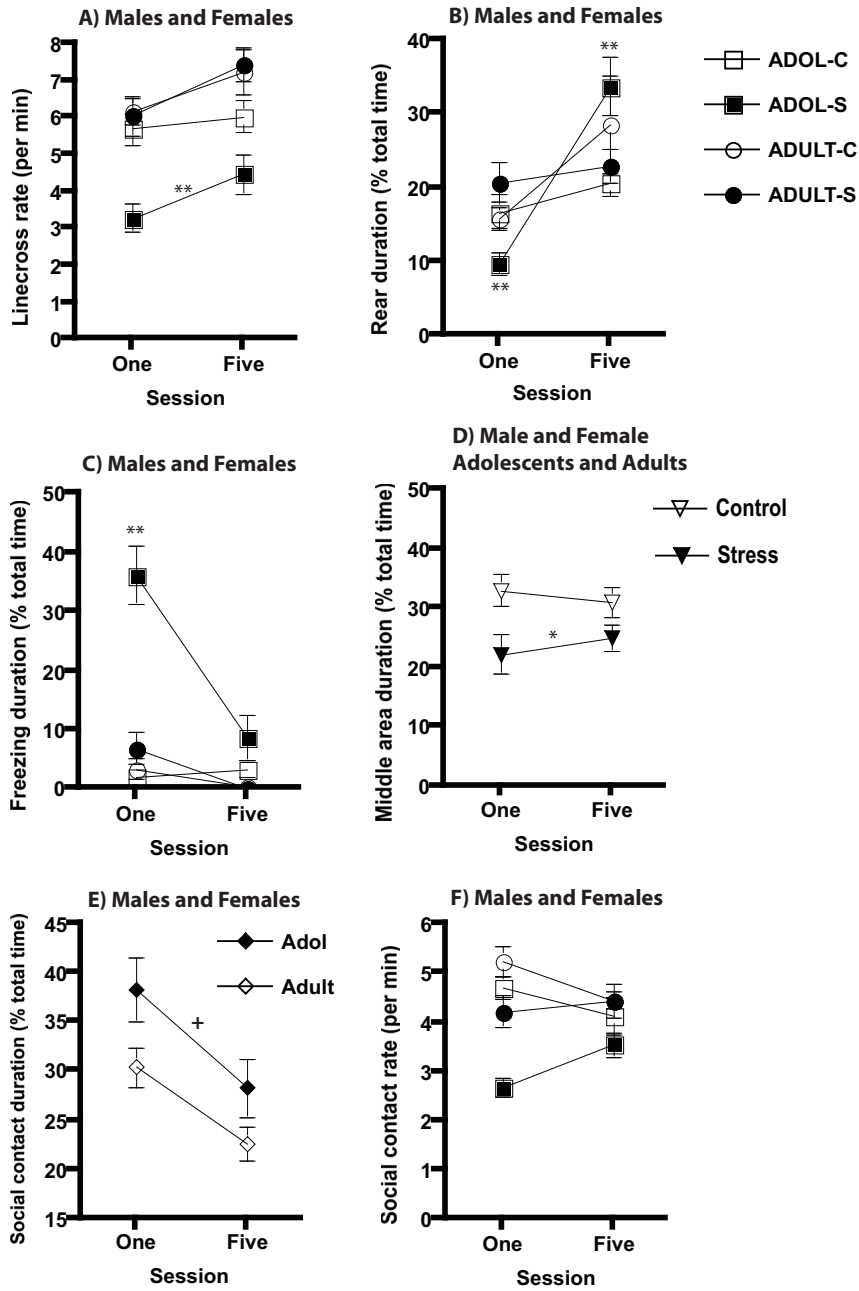 A) Males and Females
Linecross rate (per min)
8
7
6
5
4
3
2
1
0
**
One
Five
Session
B) Males and Females
Rear duration (% total time)
40
30
20
10
0
**
**
One
Five
Session
ADOL-C
ADOL-S
ADULT-C
ADULT-S
C) Males and Females
Freezing duration (% total time)
50
40
30
20
10
0
**
One
Five
Session
D) Male and Female
Adolescents and Adults
Middle area duration (% total time)
50
40
30
20
10
0
*
One
Five
Session
Control
Stress
E) Males and Females
Social contact duration (% total time)
45
40
35
30
25
20
15
+
Adol
Adult
One
Five
Session
F) Males and Females
Social contact rate (per min)
6
5
4
3
2
1
0
One
Five
Session